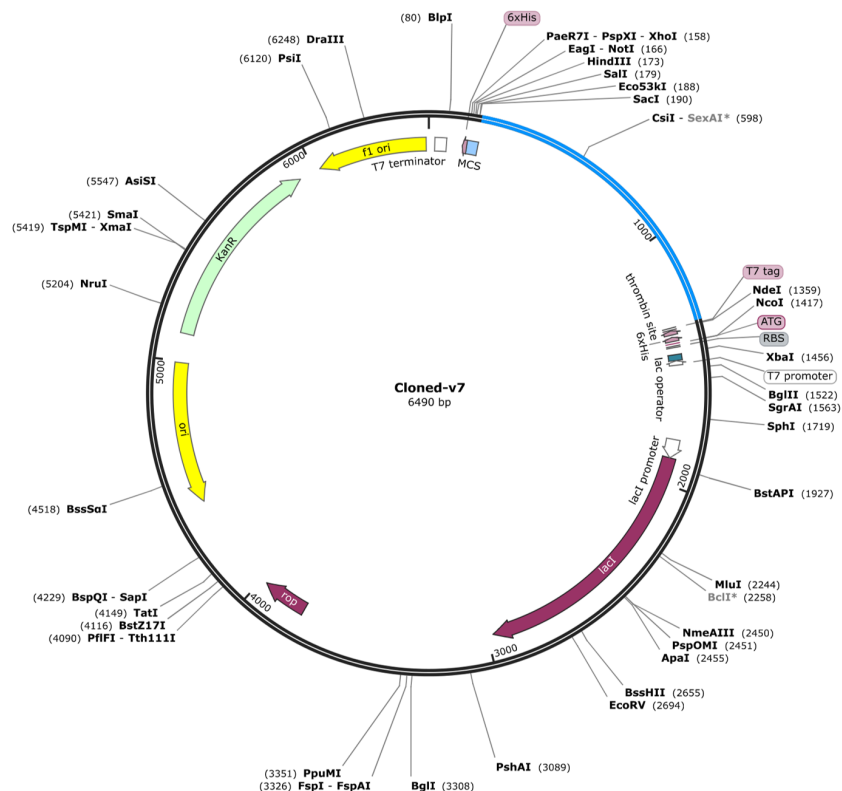 (80) BlpI
6xHis
PaeR7I - PspXI - XhoI (158)
EagI - NotI (166)
HindIII (173)
SalI (179)
Eco53kI (188)
SacI (190)
CsiI - SexAI* (598)
(6248) DraIII
(6120) PsiI
6000
f1 ori
T7 terminator
MCS
(5547) AsiSI
(5421) SmaI
(5419) TspMI - XmaI
(5204) NruI
KanR
1000
T7 tag
NdeI (1359)
NcoI (1417)
ATG
RBS
XbaI (1456)
T7 promoter
BglII (1522)
SgrAI (1563)
SphI (1719)
thrombin site
6xHis
lac operator
5000
Cloned-v7
6490 bp
ori
lacI promoter
2000
BstAPI (1927)
lacI
(4518) BssSαI
(4229) BspQI - SapI
(4149) TatI
(4116) BstZ17I
(4090) PflFI - Tth111I
rop
4000
MluI (2244)
BclI* (2258)
NmeAIII (2450)
PspOMI (2451)
ApaI (2455)
3000
BssHII (2655)
EcoRV (2694)
(3351) PpuMI
(3326) FspI - FspAI
BglI (3308)
PshAI (3089)